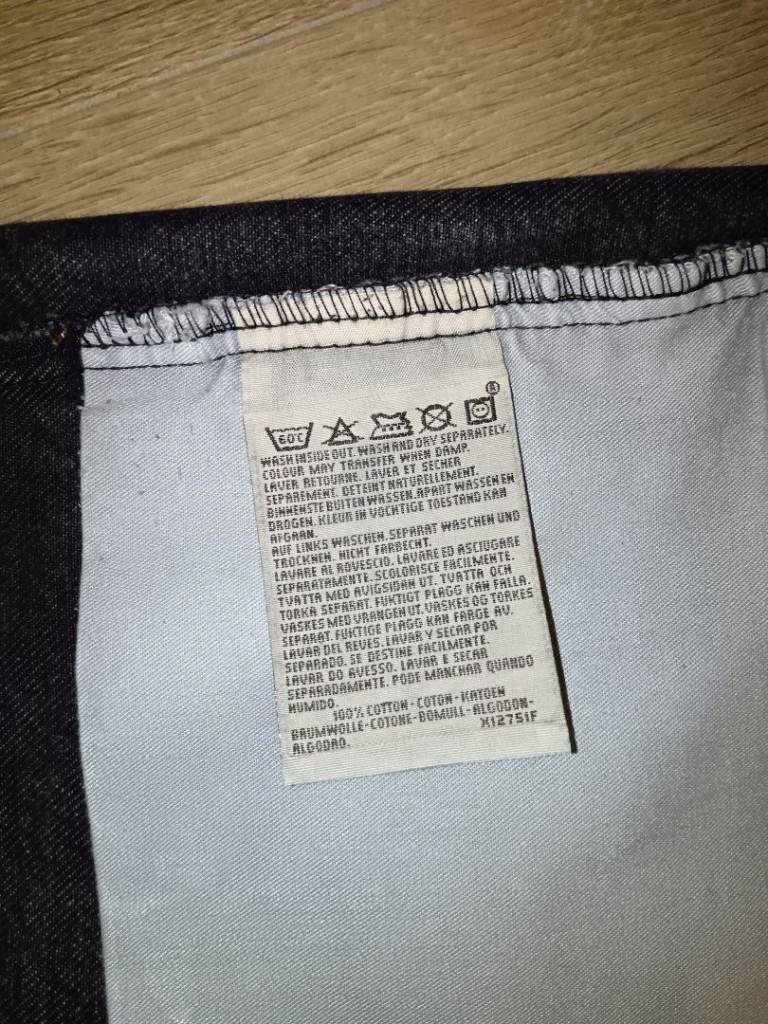 ®
60C
WASH INSIDE OUT. WASH AND DRY SEPARATELY.
COLOUR MAY TRANSFER WHEN DAMP.
LAVER RETOURNE. LAVER ET SECHER
SEPAREMENT. DETEINT NATURELLEMENT.
BINNENSTE BUITEN WASSEN. APART WASSEN EN
DROGEN. KLEUR IN VOCHTIGE TOESTAND KAN
AFGAAN.
AUF LINKS WASCHEN. SEPARAT WASCHEN UND
TROCKNEN. NICHT FARBECHT.
LAVARE AL ROVESCIO. LAVARE ED ASCIUGARE
SEPARATAMENTE. SCOLORISCE FACILMENTE.
TVATTA MED AVIGSIDAN UT. TVATTA OCH
TORKA SEPARAT. FUKTIGT PLAGG KAN FALLA.
VASKES MED VRANGEN UT. VASKES OG TORKES
SEPARAT. FUKTIGE PLAGG KAN FARGE AV.
LAVAR DEL REVES. LAVAR Y SECAR POR
SEPARADO. SE DESTINE FACILMENTE.
LAVAR DO AVESSO. LAVAR E SECAR
SEPARADAMENTE. PODE MANCHAR QUANDO
HUMIDO.
100% COTTON-COTON-KATOEN
BAUMWOLLE-COTONE-BOMULL-ALGODON-
ALGODAO. X12751F